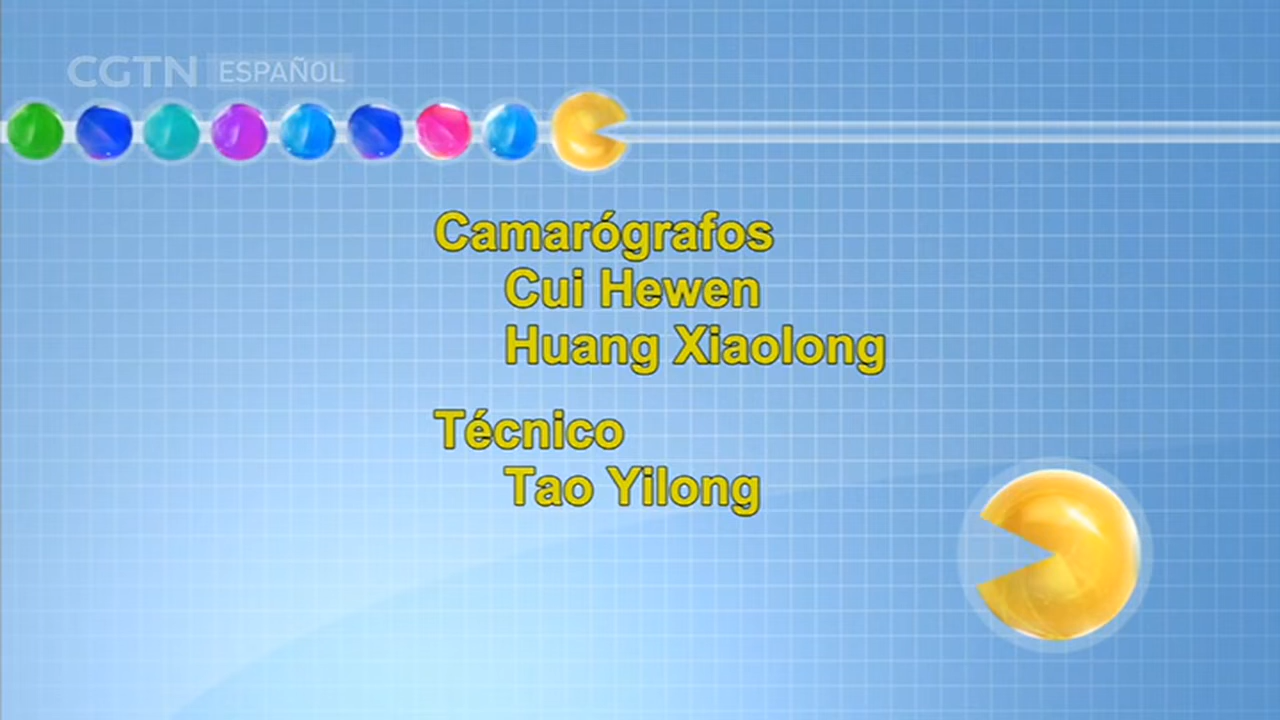 CGTN ESPAÑOL
Camarógrafos
Cui Hewen
Huang Xiaolong
Técnico
Tao Yilong